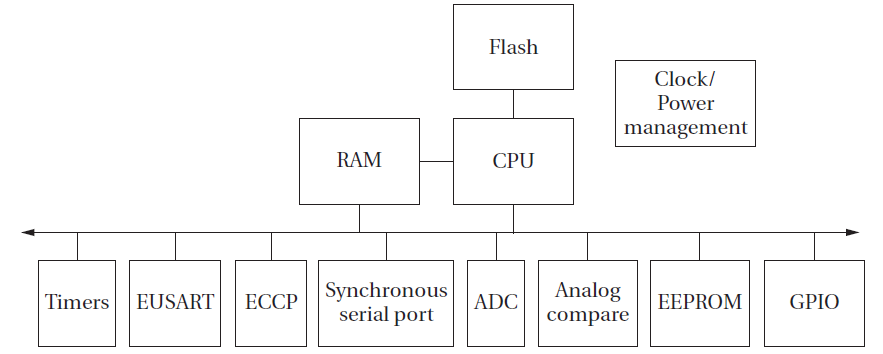 Flash
Clock/
Power
management
RAM
CPU
Timers
EUSART
ECCP
Synchronous
serial port
ADC
Analog
compare
EEPROM
GPIO